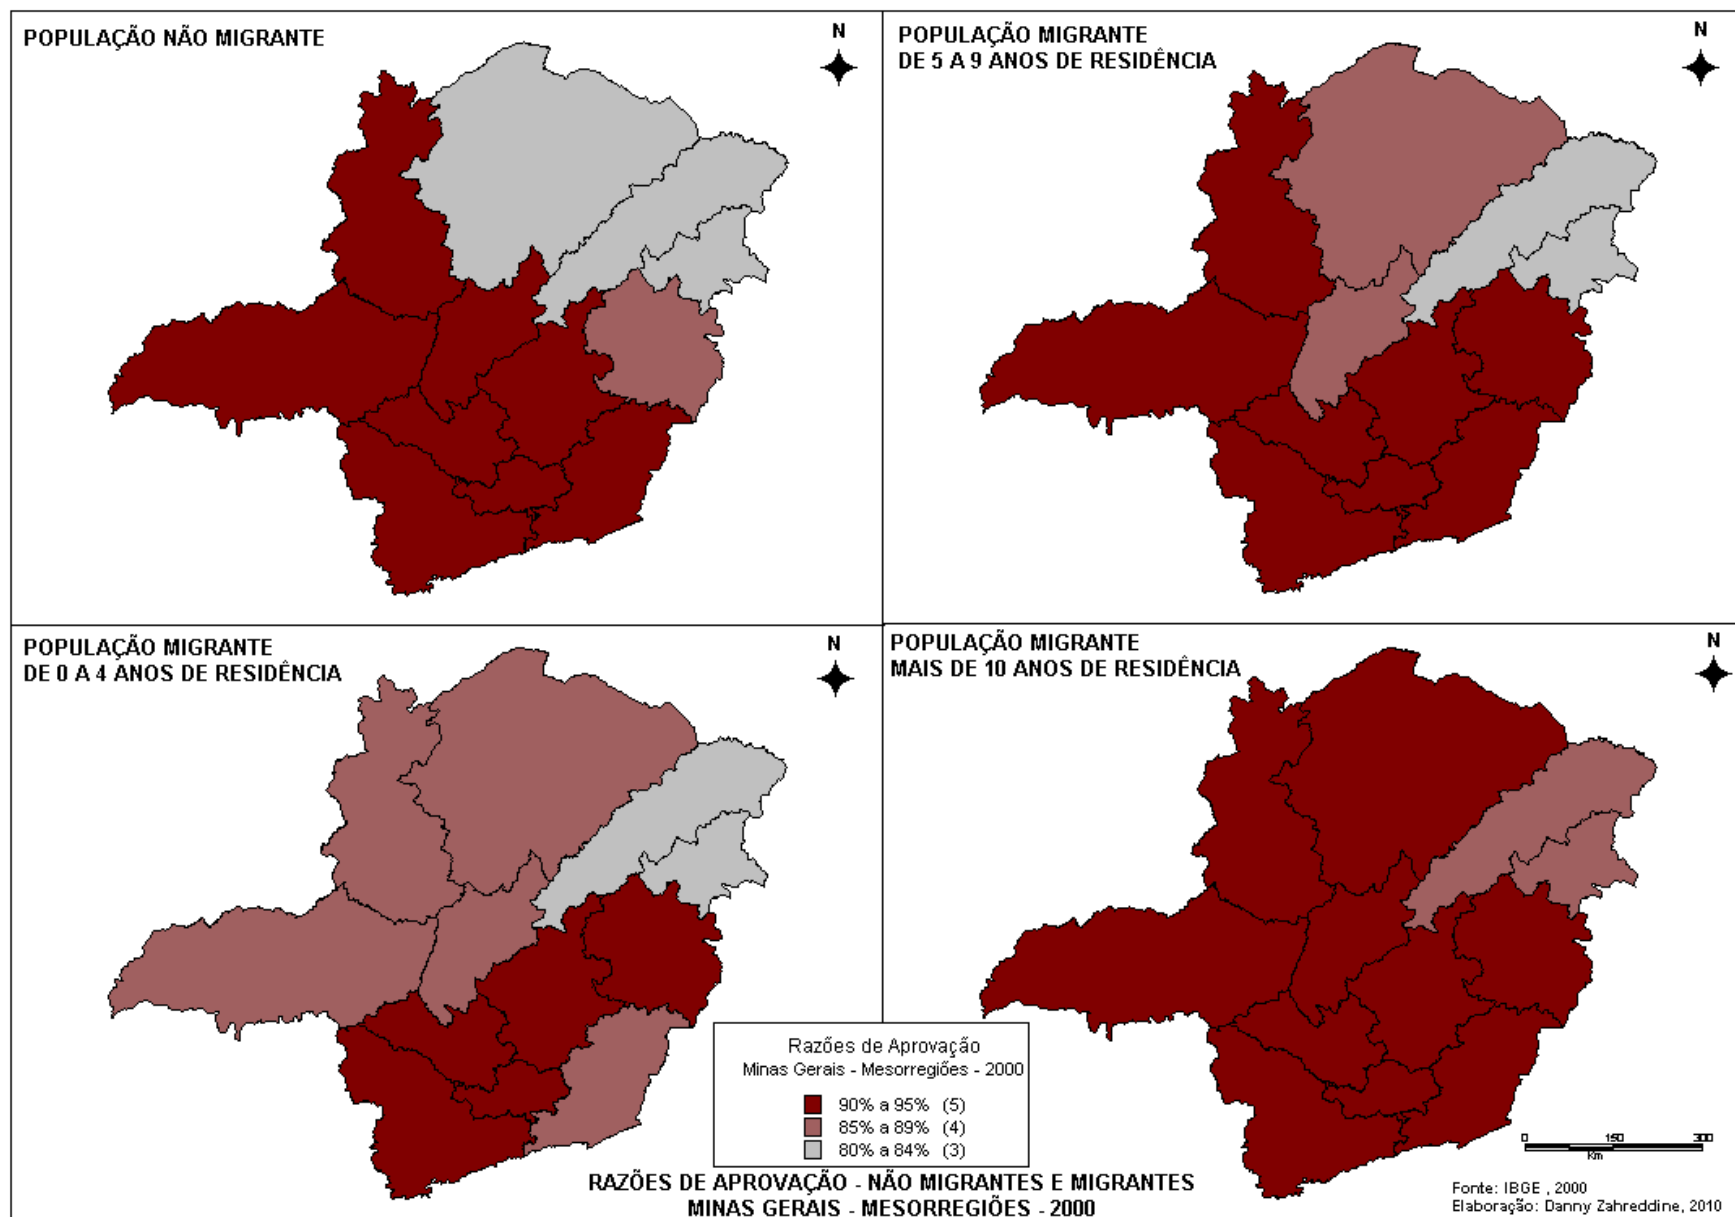 POPULAÇÃO NÃO MIGRANTE
N
POPULAÇÃO MIGRANTE
DE 5 A 9 ANOS DE RESIDÊNCIA
N
POPULAÇÃO MIGRANTE
DE 0 A 4 ANOS DE RESIDÊNCIA
N
POPULAÇÃO MIGRANTE
MAIS DE 10 ANOS DE RESIDÊNCIA
N
Razões de Aprovação
Minas Gerais - Mesorregiões - 2000
90% a 95% (5)
85% a 89% (4)
80% a 84% (3)
0 150 300
Km
RAZÕES DE APROVAÇÃO - NÃO MIGRANTES E MIGRANTES
MINAS GERAIS - MESORREGIÕES - 2000
Fonte: IBGE , 2000
Elaboração: Danny Zahreddine, 2010